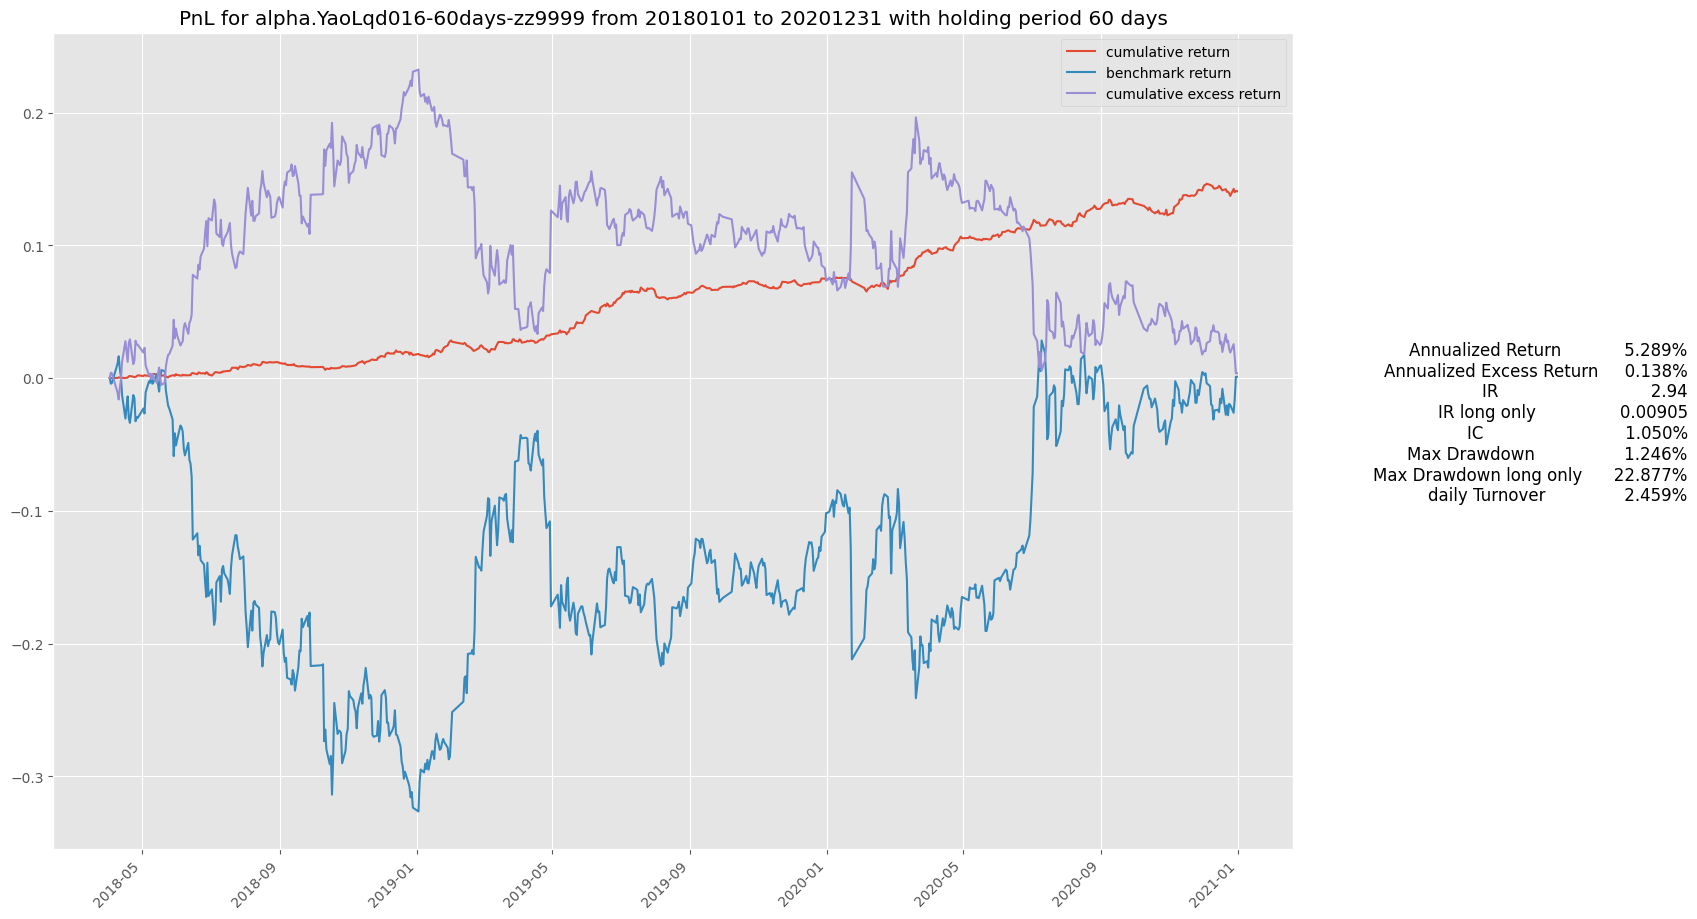 PnL for alpha.YaoLqd016-60days-zz9999 from 20180101 to 20201231 with holding period 60 days
cumulative return
benchmark return
cumulative excess return
0.2
0.1
0.0
−0.1
−0.2
−0.3
2018-05
2018-09
2019-01
2019-05
2019-09
2020-01
2020-05
2020-09
2021-01
Annualized Return 5.289%
Annualized Excess Return 0.138%
IR 2.94
IR long only 0.00905
IC 1.050%
Max Drawdown 1.246%
Max Drawdown long only 22.877%
daily Turnover 2.459%